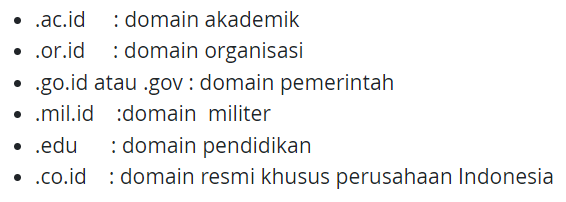 • .ac.id : domain akademik
• .or.id : domain organisasi
• .go.id atau .gov : domain pemerintah
• .mil.id :domain militer
• .edu : domain pendidikan
• .co.id : domain resmi khusus perusahaan Indonesia